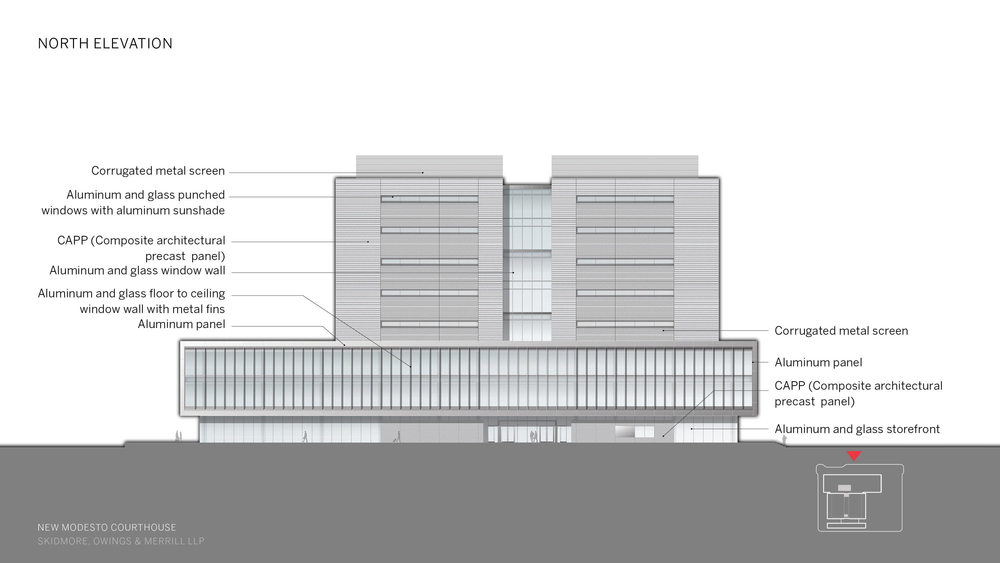 NORTH ELEVATION
Corrugated metal screen
Aluminum and glass punched
windows with aluminum sunshade
CAPP (Composite architectural
precast panel)
Aluminum and glass window wall
Aluminum and glass floor to ceiling
window wall with metal fins
Aluminum panel
Corrugated metal screen
Aluminum panel
CAPP (Composite architectural
precast panel)
Aluminum and glass storefront
NEW MODESTO COURTHOUSE
SKIDMORE, OWINGS & MERRILL LLP